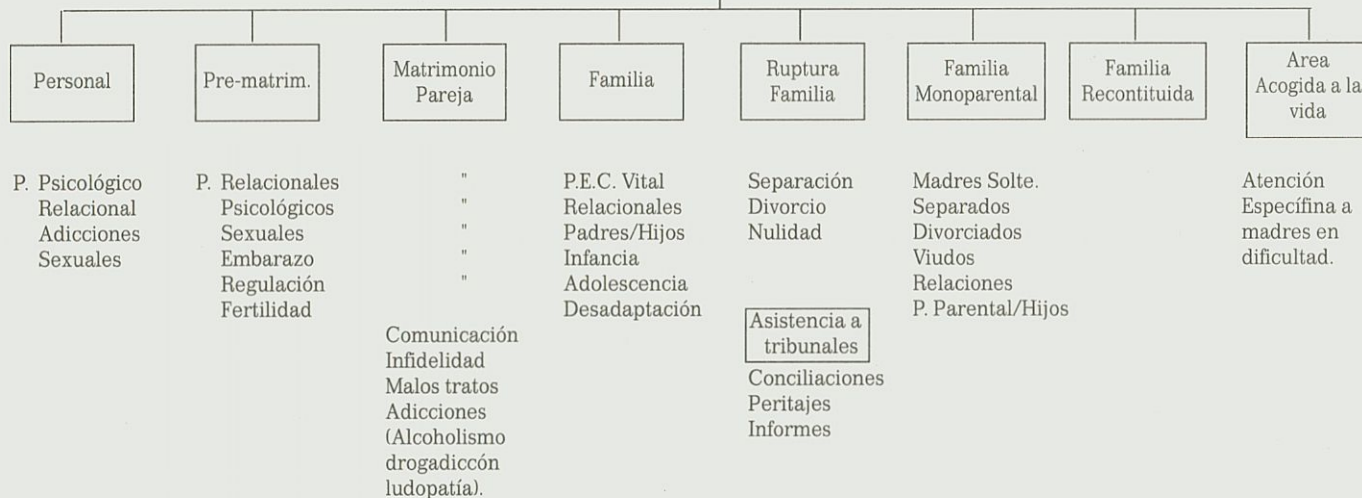 Personal
Pre-matrim.
Matrimonio
Pareja
Familia
Ruptura
Familia
Familia
Monoparental
Familia
Recontituida
Area
Acogida a la
vida
P. Psicológico
Relacional
Adicciones
Sexuales
P. Relacionales
Psicológicos
Sexuales
Embarazo
Regulación
Fertilidad
"
"
"
"
"
Comunicación
Infidelidad
Malos tratos
Adicciones
(Alcoholismo
drogadiccón
ludopatía).
P.E.C. Vital
Relacionales
Padres/Hijos
Infancia
Adolescencia
Desadaptación
Separación
Divorcio
Nulidad
Asistencia a
tribunales
Conciliaciones
Peritajes
Informes
Madres Solte.
Separados
Divorciados
Viudos
Relaciones
P. Parental/Hijos
Atención
Específina a
madres en
dificultad.